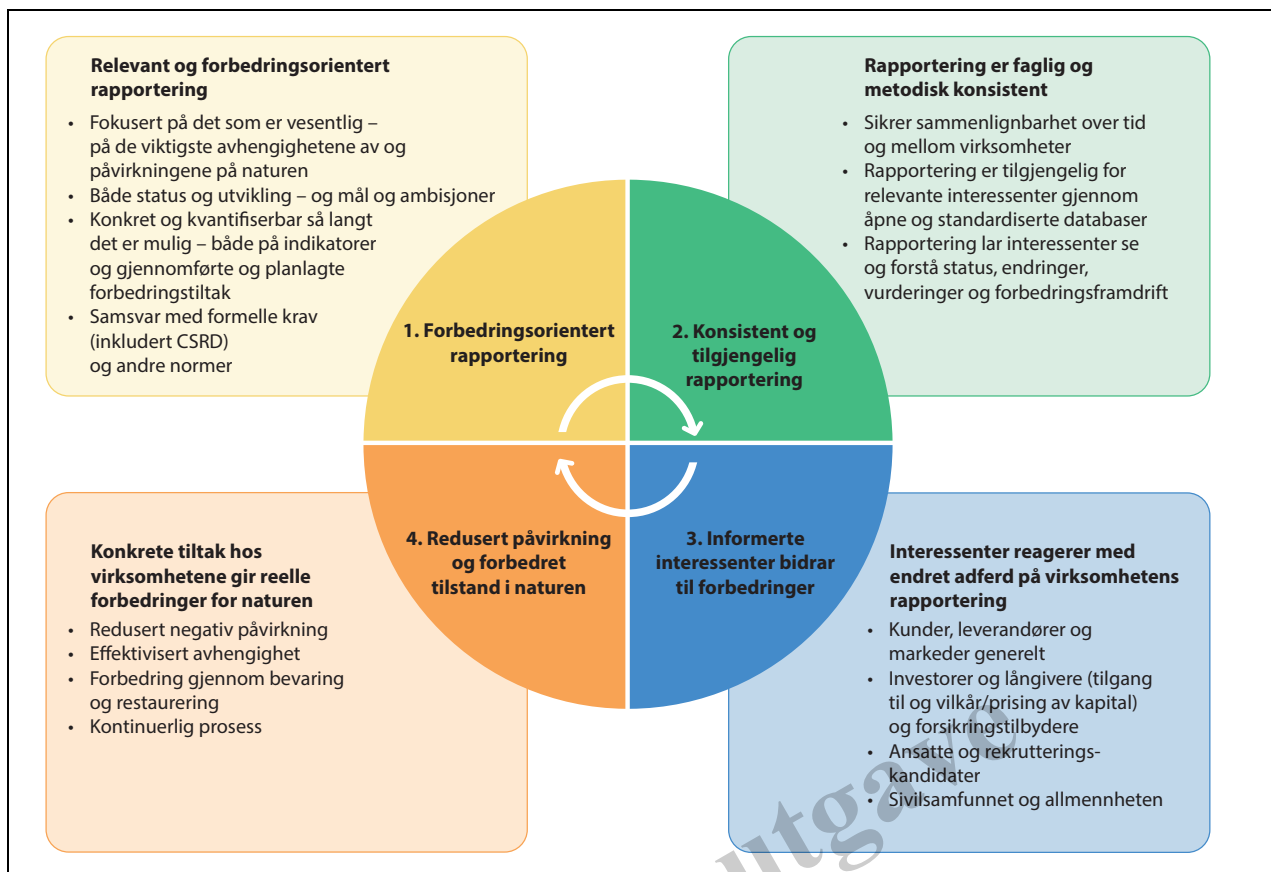 Relevant og forbedringsorientert
rapportering
• Fokusert på det som er vesentlig –
på de viktigste avhengighetene av og
påvirkningene på naturen
• Både status og utvikling – og mål og ambisjoner
• Konkret og kvantifiserbar så langt
det er mulig – både på indikatorer
og gjennomførte og planlagte
forbedringstiltak
• Samsvar med formelle krav
(inkludert CSRD)
og andre normer
Rapportering er faglig og
metodisk konsistent
• Sikrer sammenlignbarhet over tid
og mellom virksomheter
• Rapportering er tilgjengelig for
relevante interessenter gjennom
åpne og standardiserte databaser
• Rapportering lar interessenter se
og forstå status, endringer,
vurderinger og forbedringsframdrift
1. Forbedringsorientert
rapportering
2. Konsistent og
tilgjengelig
rapportering
4. Redusert påvirkning
og forbedret
tilstand i naturen
3. Informerte
interessenter bidrar
til forbedringer
Konkrete tiltak hos
virksomhetene gir reelle
forbedringer for naturen
• Redusert negativ påvirkning
• Effektivisert avhengighet
• Forbedring gjennom bevaring
og restaurering
• Kontinuerlig prosess
Interessenter reagerer med
endret adferd på virksomhetens
rapportering
• Kunder, leverandører og
markeder generelt
• Investorer og långivere (tilgang
til og vilkår/prising av kapital)
og forsikringstilbydere
• Ansatte og rekrutterings-
kandidater
• Sivilsamfunnet og allmennheten
utgave